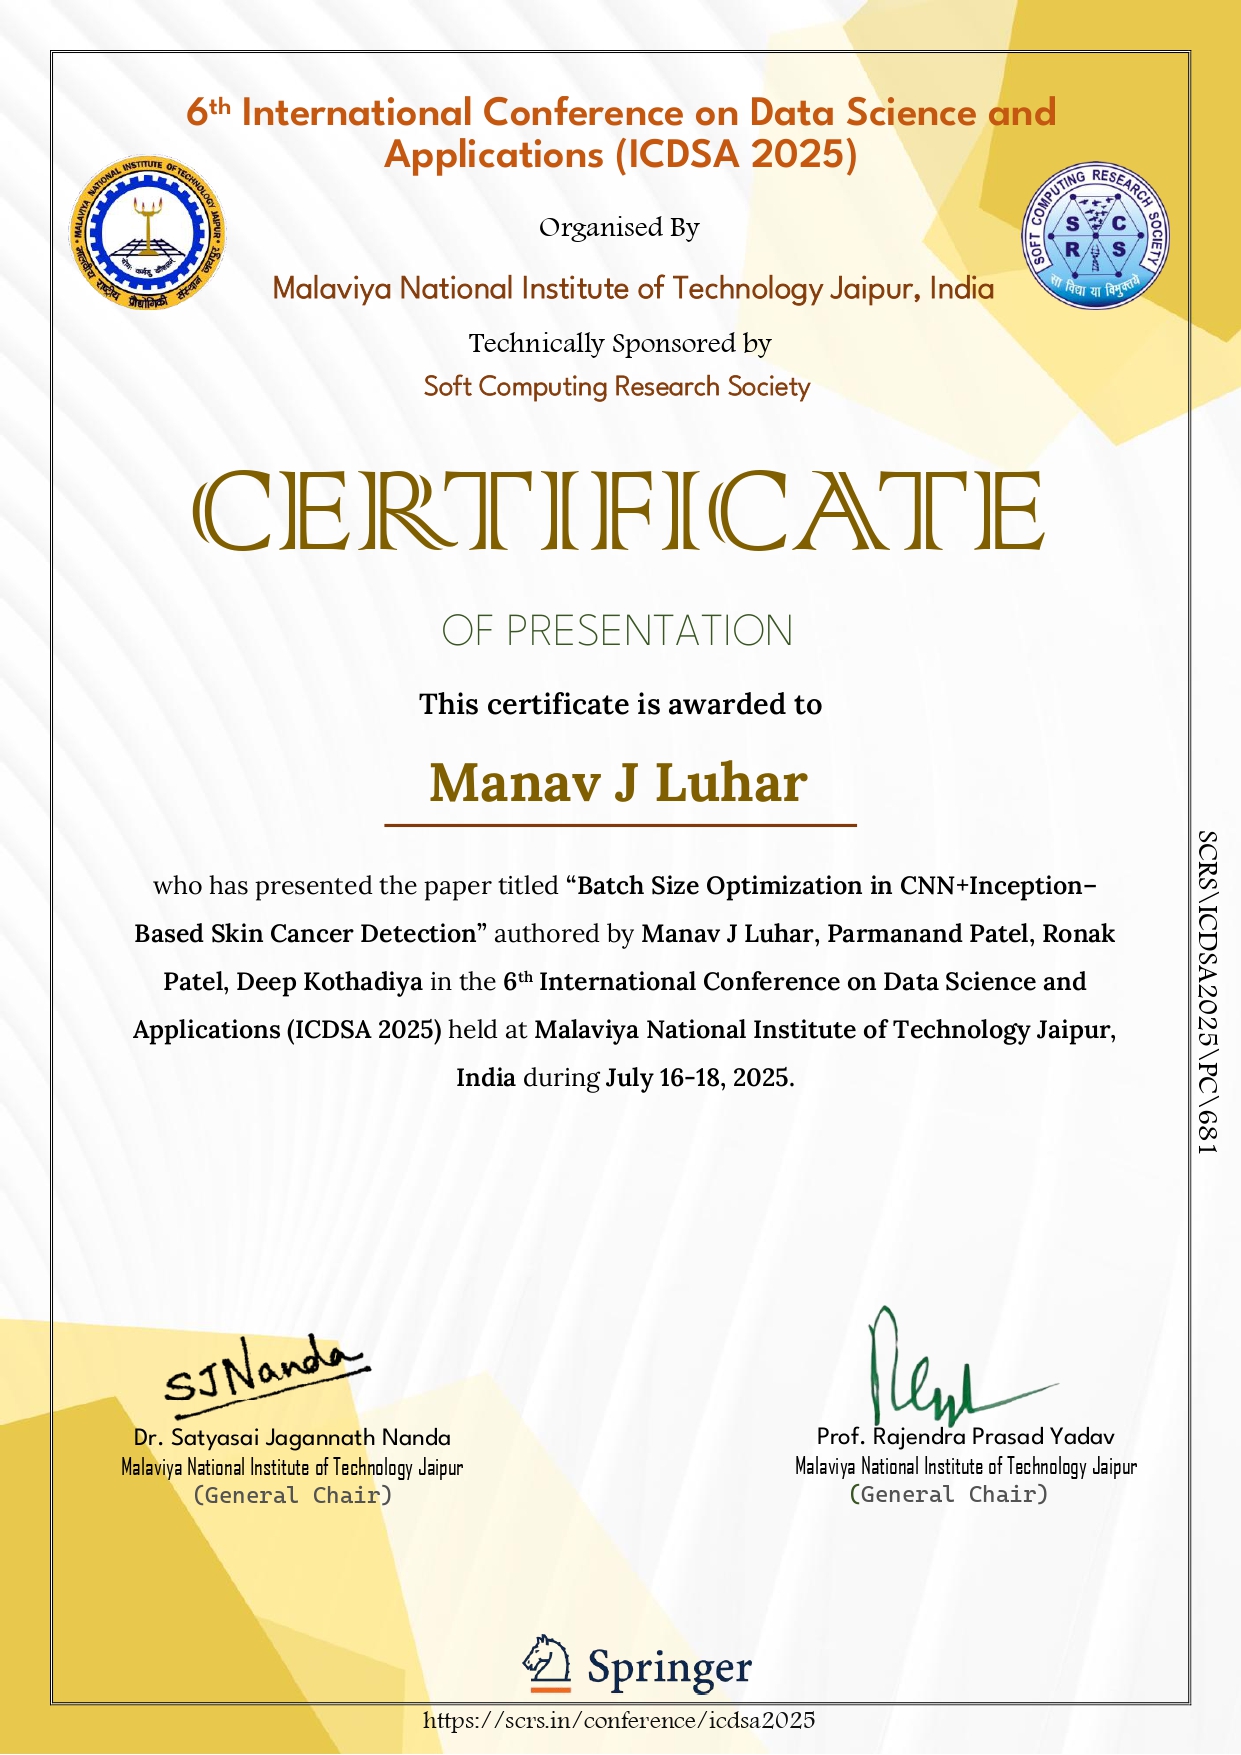 6th International Conference on Data Science and
Applications (ICDSA 2025)
MALAVIYA NATIONAL INSTITUTE OF TECHNOLOGY JAIPUR
मालवीय राष्ट्रीय प्रौद्योगिकी संस्थान जयपुर
SOFT COMPUTING RESEARCH SOCIETY
S C
R S
सा विद्या या विमुक्तये
Organised By
Malaviya National Institute of Technology Jaipur, India
Technically Sponsored by
Soft Computing Research Society
CERTIFICATE
OF PRESENTATION
This certificate is awarded to
Manav J Luhar
who has presented the paper titled “Batch Size Optimization in CNN+Inception–
Based Skin Cancer Detection” authored by Manav J Luhar, Parmanand Patel, Ronak
Patel, Deep Kothadiya in the 6th International Conference on Data Science and
Applications (ICDSA 2025) held at Malaviya National Institute of Technology Jaipur,
India during July 16-18, 2025.
SCRS\ICDSA2025\PC\681
SJNanda
Dr. Satyasai Jagannath Nanda
Malaviya National Institute of Technology Jaipur
(General Chair)
Prof. Rajendra Prasad Yadav
Malaviya National Institute of Technology Jaipur
(General Chair)
Springer
https://scrs.in/conference/icdsa2025